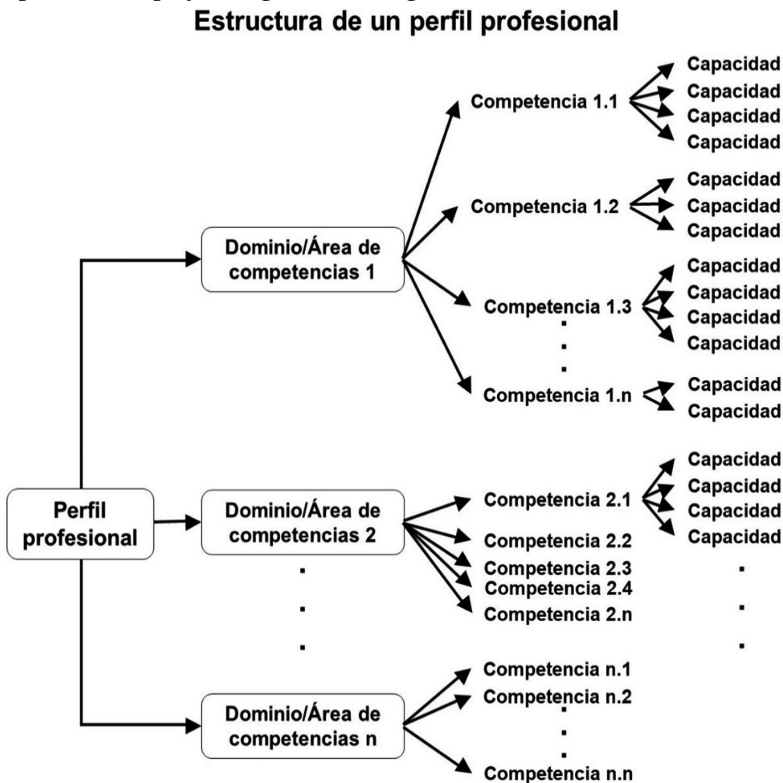 Estructura de un perfil profesional
Capacidad
Capacidad
Competencia 1.1
Capacidad
Capacidad
Capacidad
Competencia 1.2
Capacidad
Capacidad
Dominio/Área de
competencias 1
Capacidad
Capacidad
Competencia 1.3
Capacidad
Capacidad
Competencia 1.n
Capacidad
Capacidad
Perfil
profesional
Dominio/Área de
competencias 2
Capacidad
Competencia 2.1
Capacidad
Capacidad
Capacidad
Competencia 2.2
Competencia 2.3
Competencia 2.4
Competencia 2.n
Dominio/Área de
competencias n
Competencia n.1
Competencia n.2
Competencia n.n